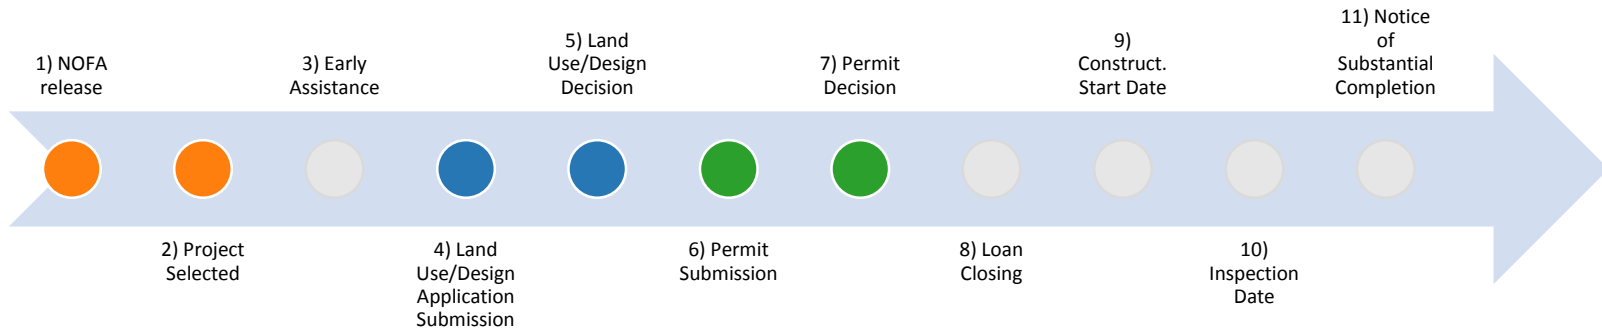 1) NOFA
release
2) Project
Selected
3) Early
Assistance
4) Land
Use/Design
Application
Submission
5) Land
Use/Design
Decision
6) Permit
Submission
7) Permit
Decision
8) Loan
Closing
9)
Construct.
Start Date
10)
Inspection
Date
11) Notice
of
Substantial
Completion